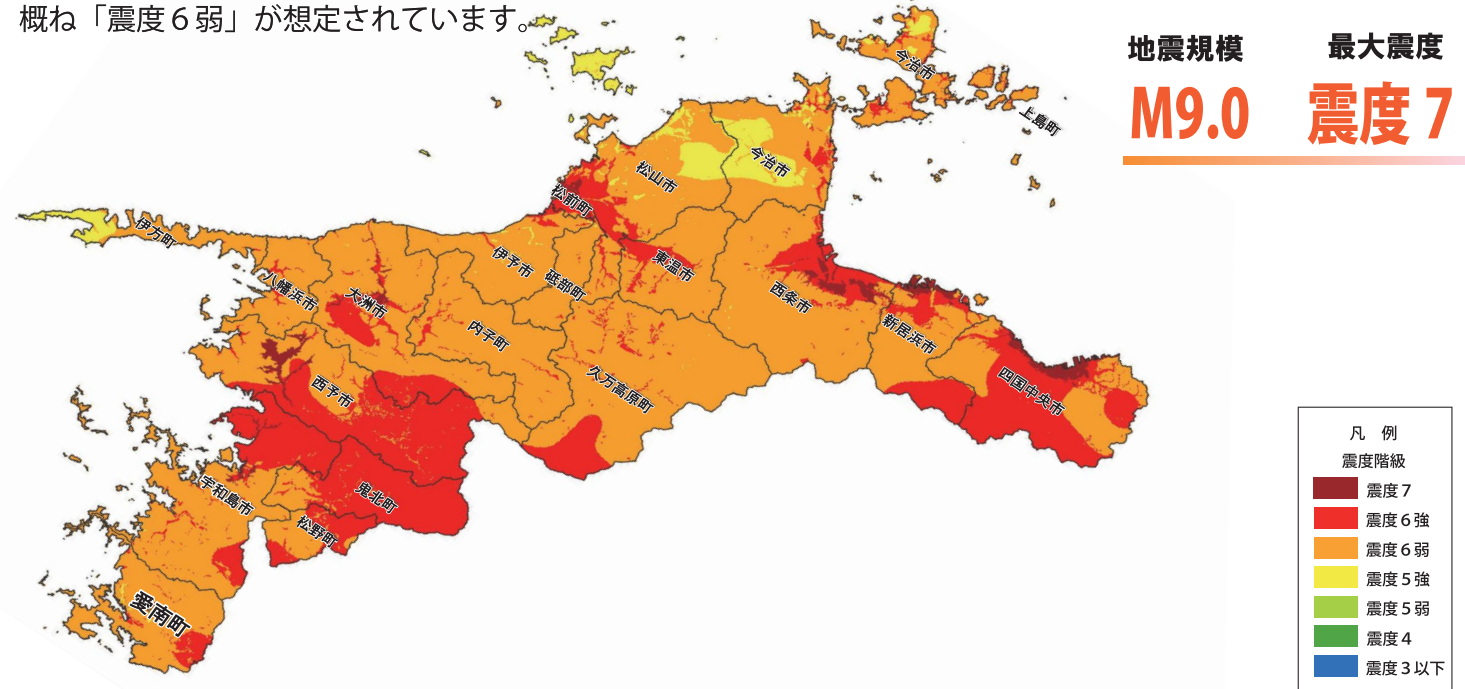 概ね「震度６弱」が想定されています。
地震規模
最大震度
M9.0
震度７
今治市
上島町
今治市
松山市
松前町
伊方町
東温市
伊予市
砥部町
八幡浜市
大洲市
西条市
内子町
新居浜市
久万高原町
西予市
四国中央市
宇和島市
鬼北町
松野町
愛南町
凡　例
震度階級
震度７
震度６強
震度６弱
震度５強
震度５弱
震度４
震度３以下